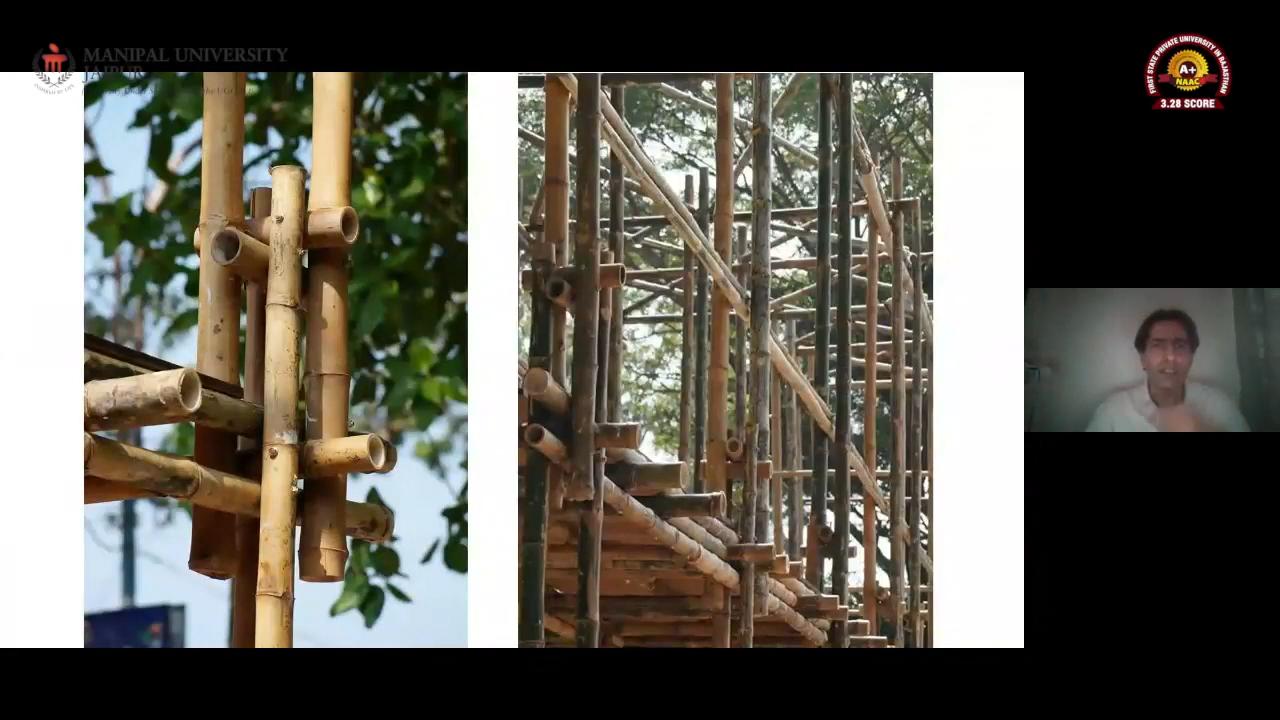 MANIPAL UNIVERSITY
JAIPUR
FIRST STATE PRIVATE UNIVERSITY IN RAJASTHAN
A+
NAAC
3.28 SCORE